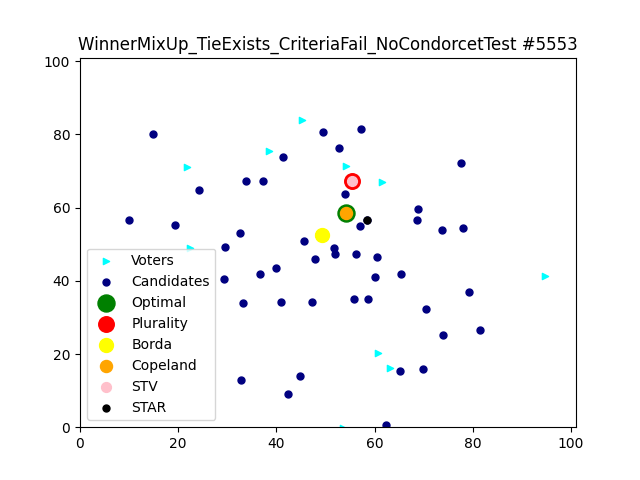 WinnerMixUp_TieExists_CriteriaFail_NoCondorcetTest #5553
100
80
60
40
20
0
Voters
Candidates
Optimal
Plurality
Borda
Copeland
STV
STAR
0 20 40 60 80 100